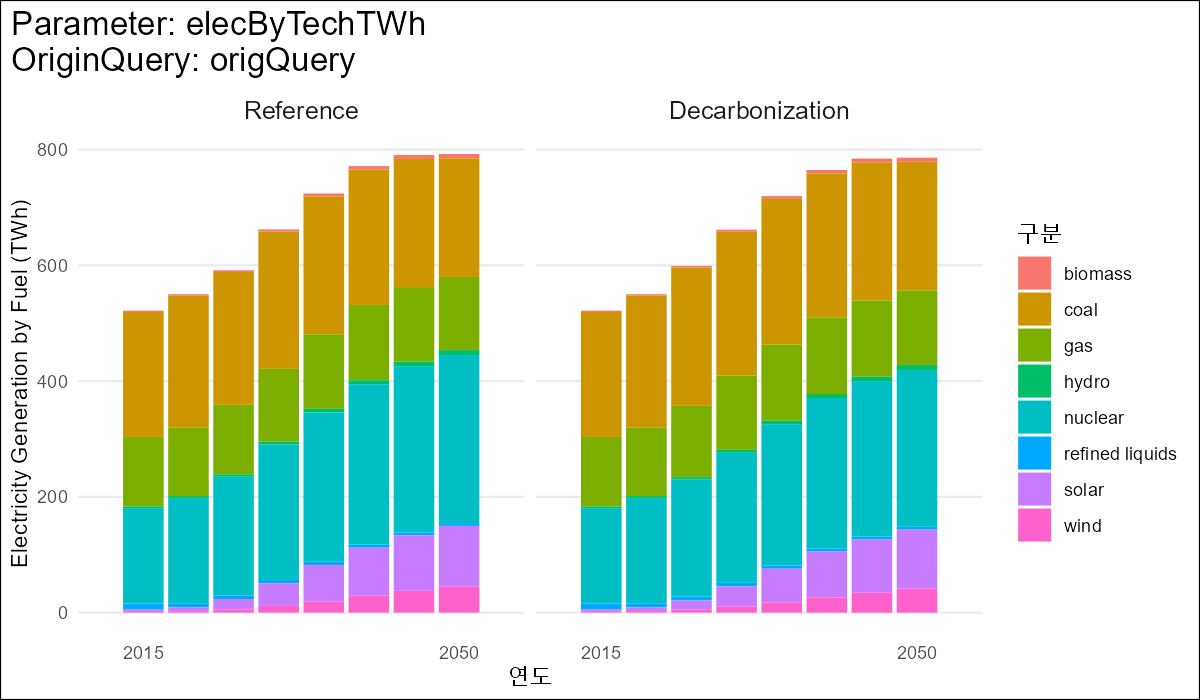 Parameter: elecByTechTWh
OriginQuery: origQuery
Reference
Decarbonization
Electricity Generation by Fuel (TWh)
800
600
400
200
0
2015
2050
2015
2050
연도
구분
biomass
coal
gas
hydro
nuclear
refined liquids
solar
wind